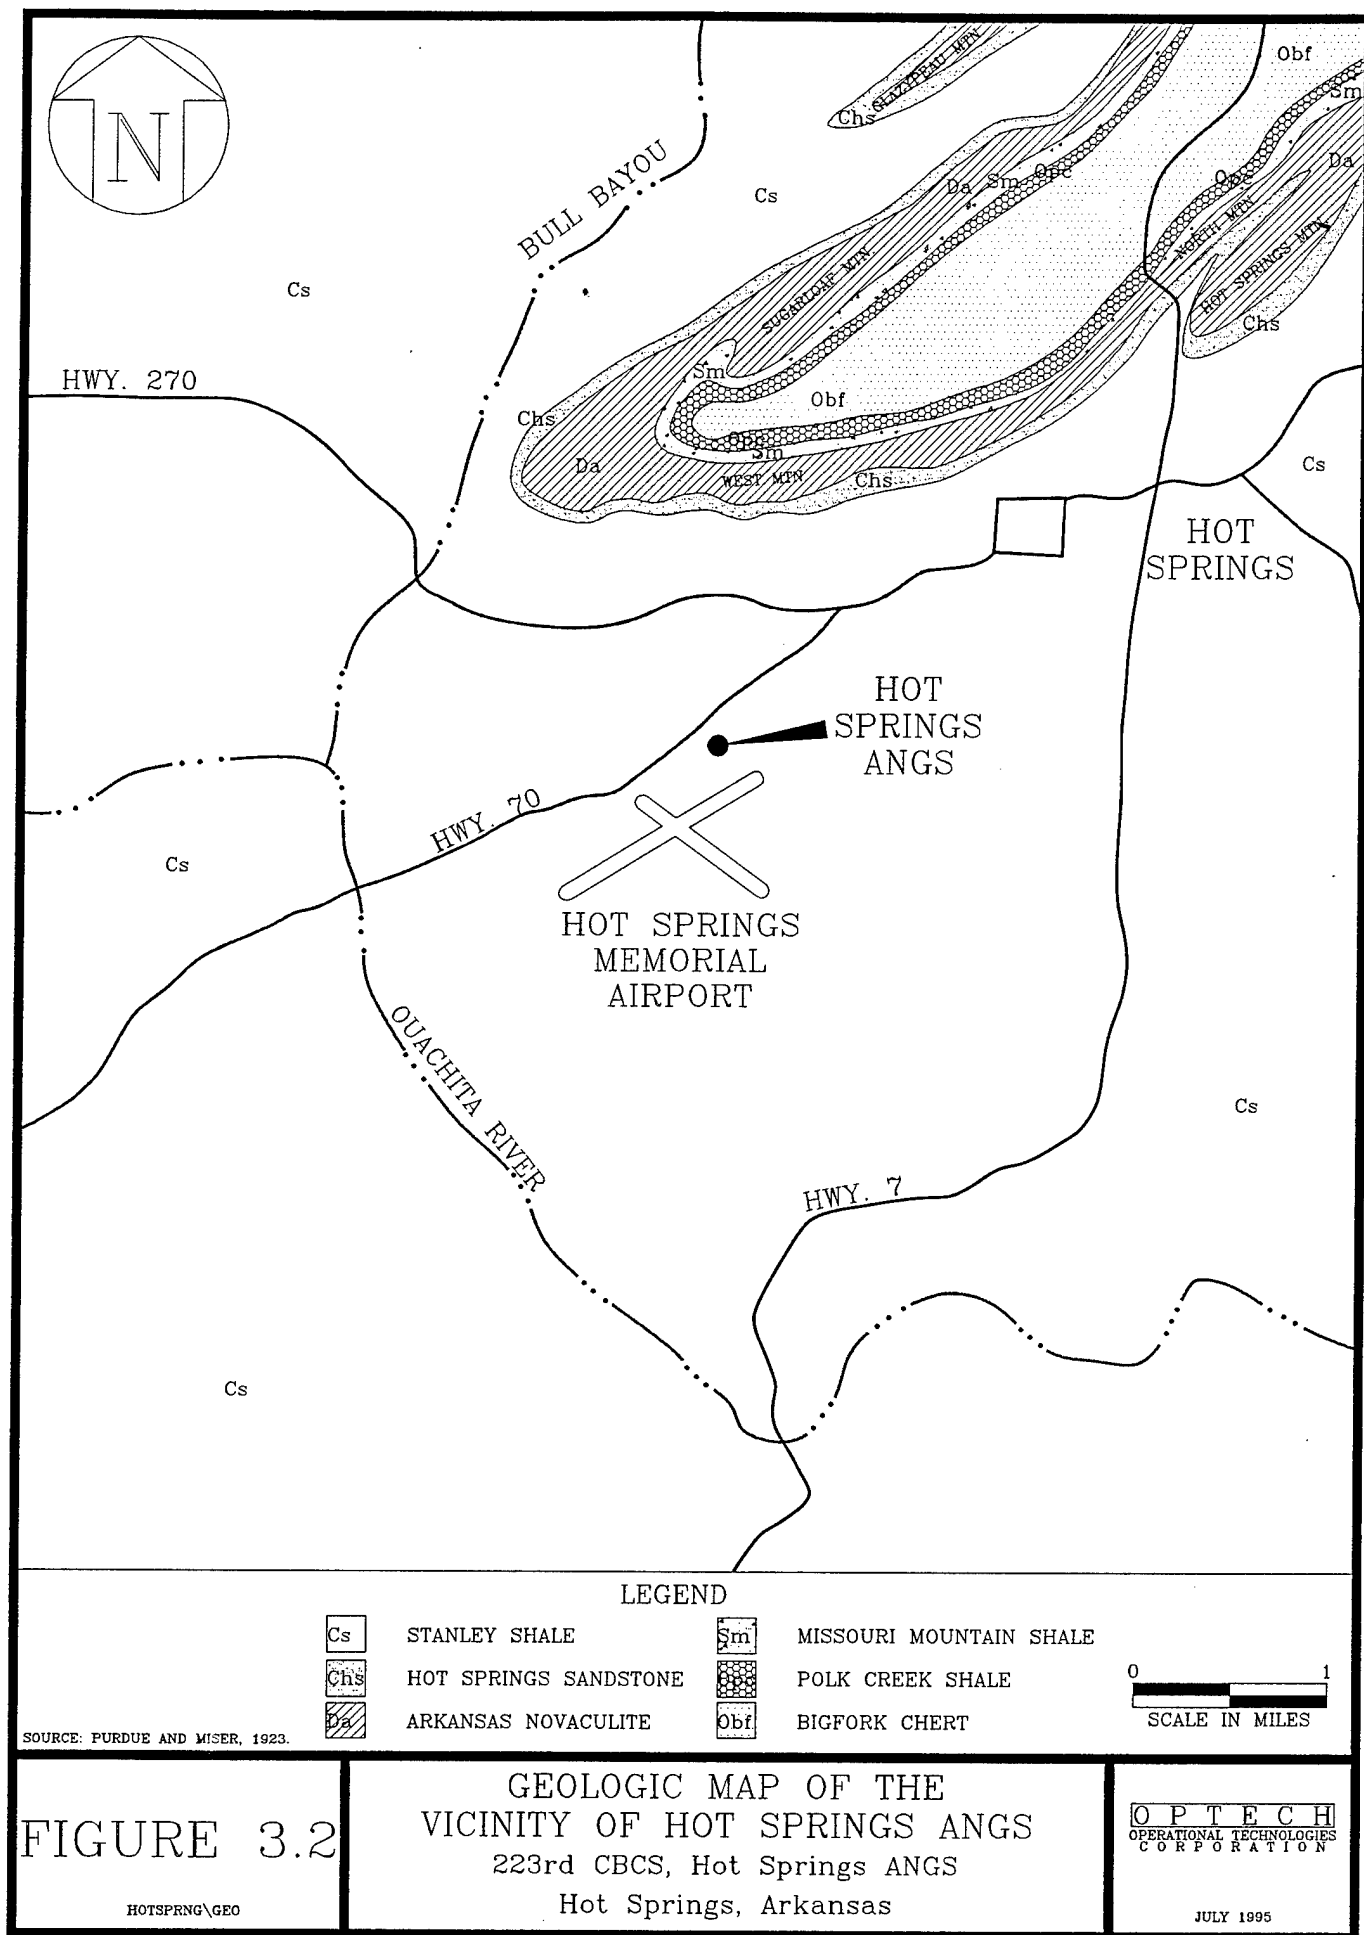 N
GLAZYPEAU MTN
Obf
Chs
Sm
BULL BAYOU
Cs
Da
Sm
Opc
Opc
Da
NORTH MTN
HOT SPRINGS MTN
Chs
Cs
SUGARLOAF MTN.
HWY. 270
Sm
Obf
Chs
Opc
Sm
Da
WEST MTN
Chs
Cs
HOT
SPRINGS
HOT
SPRINGS
ANGS
HWY. 70
Cs
HOT SPRINGS
MEMORIAL
AIRPORT
OUACHITA RIVER
Cs
HWY. 7
Cs
LEGEND
Cs STANLEY SHALE
Chs HOT SPRINGS SANDSTONE
Da ARKANSAS NOVACULITE
Sm MISSOURI MOUNTAIN SHALE
Opc POLK CREEK SHALE
Obf BIGFORK CHERT
0 1
SCALE IN MILES
SOURCE: PURDUE AND MISER, 1923.
FIGURE 3.2
HOTSPRNG\GEO
GEOLOGIC MAP OF THE
VICINITY OF HOT SPRINGS ANGS
223rd CBCS, Hot Springs ANGS
Hot Springs, Arkansas
OPTECH
OPERATIONAL TECHNOLOGIES
CORPORATION
JULY 1995